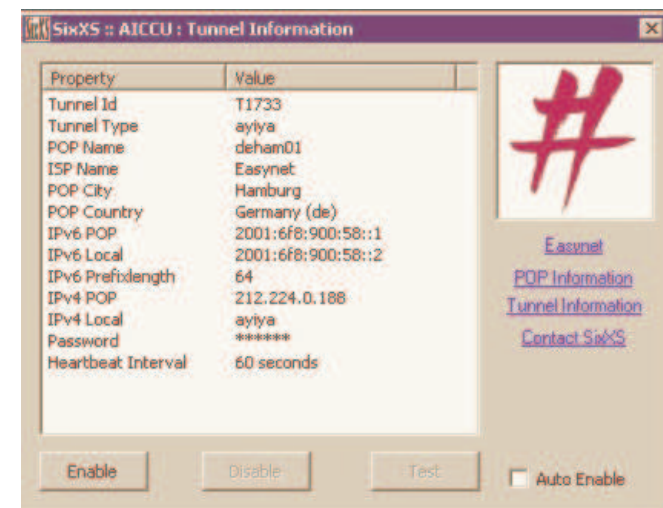 SixXS :: AICCU : Tunnel Information
Property Value
Tunnel Id T1733
Tunnel Type ayiya
POP Name deham01
ISP Name Easynet
POP City Hamburg
POP Country Germany (de)
IPv6 POP 2001:6f8:900:58::1
IPv6 Local 2001:6f8:900:58::2
IPv6 Prefixlength 64
IPv4 POP 212.224.0.188
IPv4 Local ayiya
Password ******
Heartbeat Interval 60 seconds
Easynet
POP Information
Tunnel Information
Contact SixXS
Enable Disable Test Auto Enable